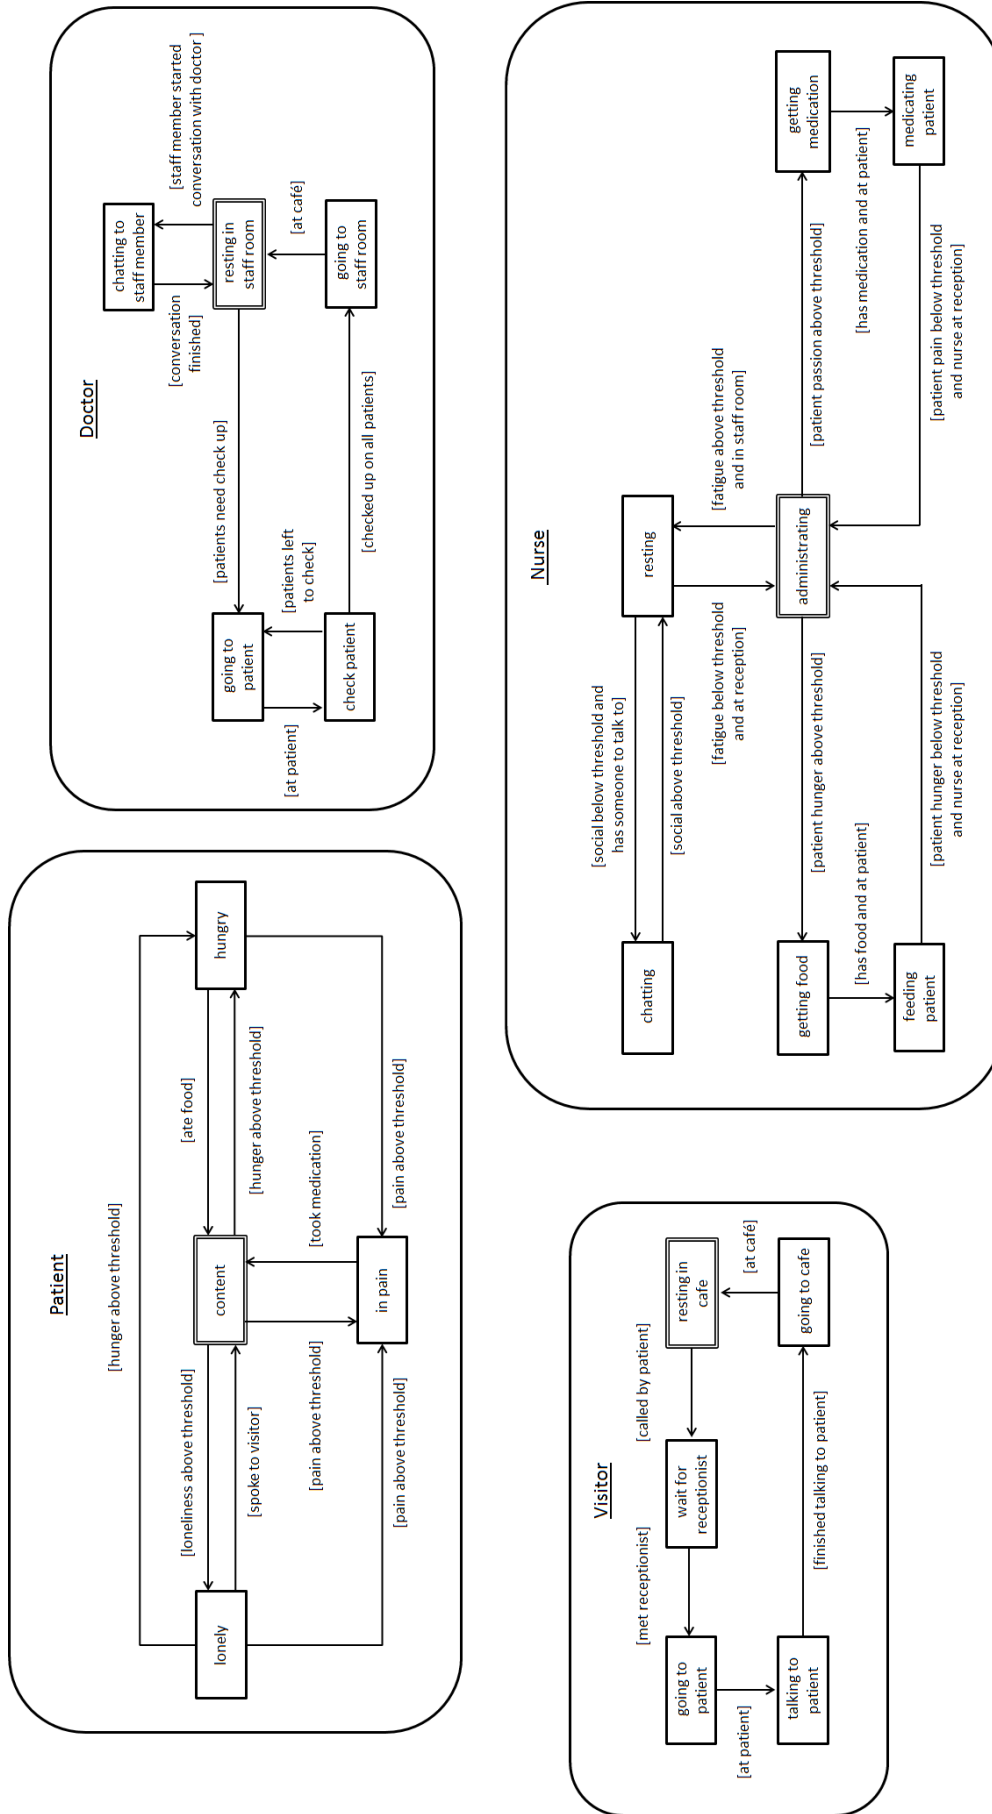 Patient
[hunger above threshold]
lonely
[loneliness above threshold]
[spoke to visitor]
content
[ate food]
[hunger above threshold]
hungry
[pain above threshold]
[took medication]
[pain above threshold]
in pain
[pain above threshold]
Doctor
chatting to
staff member
[conversation
finished]
[staff member started
conversation with doctor ]
going to
patient
[patients need check up]
resting in
staff room
[at patient]
[patients left
to check]
[at café]
check patient
[checked up on all patients]
going to
staff room
Visitor
[met receptionist]
[called by patient]
going to
patient
wait for
receptionist
resting in
cafe
[at patient]
[at café]
talking to
patient
[finished talking to patient]
going to cafe
Nurse
[social below threshold and
has someone to talk to]
chatting
[social above threshold]
resting
[fatigue below threshold
and at reception]
[fatigue above threshold
and in staff room]
getting food
[patient hunger above threshold]
administrating
[patient passion above threshold]
getting
medication
[has food and at patient]
[has medication and at patient]
feeding
patient
[patient hunger below threshold
and nurse at reception]
[patient pain below threshold
and nurse at reception]
medicating
patient